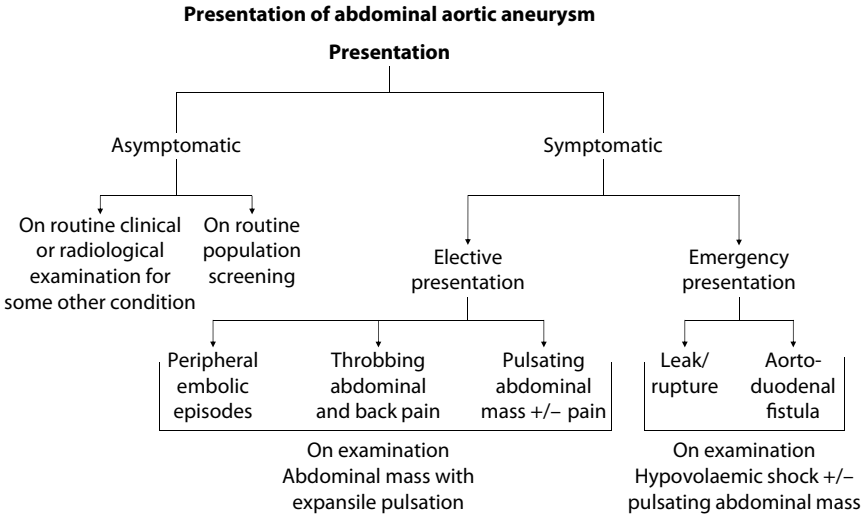 Presentation of abdominal aortic aneurysm
Presentation
Asymptomatic
Symptomatic
On routine clinical
or radiological
examination for
some other condition
On routine
population
screening
Elective
presentation
Emergency
presentation
Peripheral
embolic
episodes
Throbbing
abdominal
and back pain
Pulsating
abdominal
mass +/– pain
Leak/
rupture
Aorto-
duodenal
fistula
On examination
Abdominal mass with
expansile pulsation
On examination
Hypovolaemic shock +/–
pulsating abdominal mass